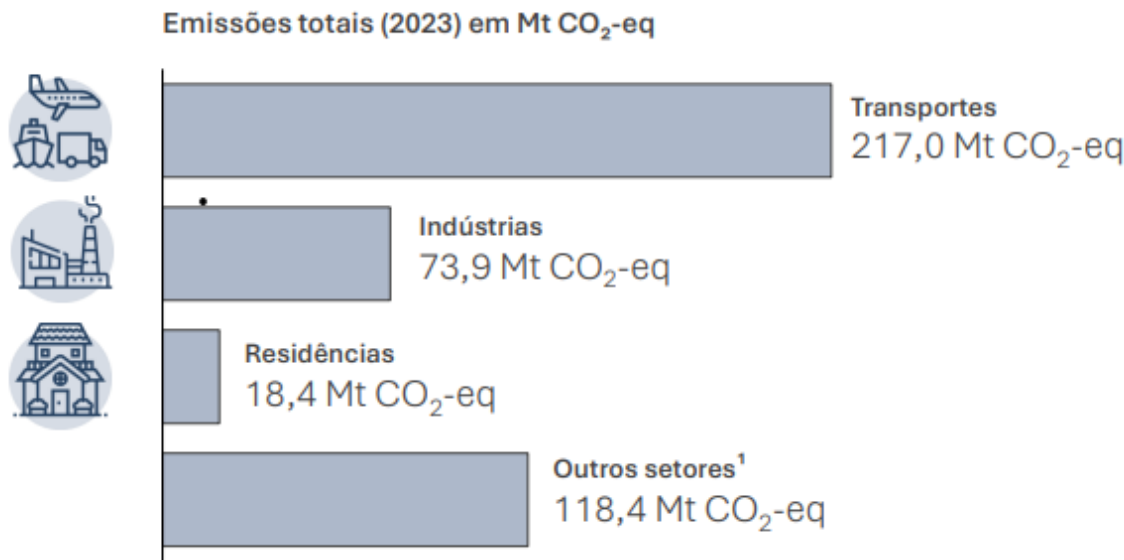 Emissões totais (2023) em Mt CO₂-eq
Transportes
217,0 Mt CO₂-eq
Indústrias
73,9 Mt CO₂-eq
Residências
18,4 Mt CO₂-eq
Outros setores¹
118,4 Mt CO₂-eq